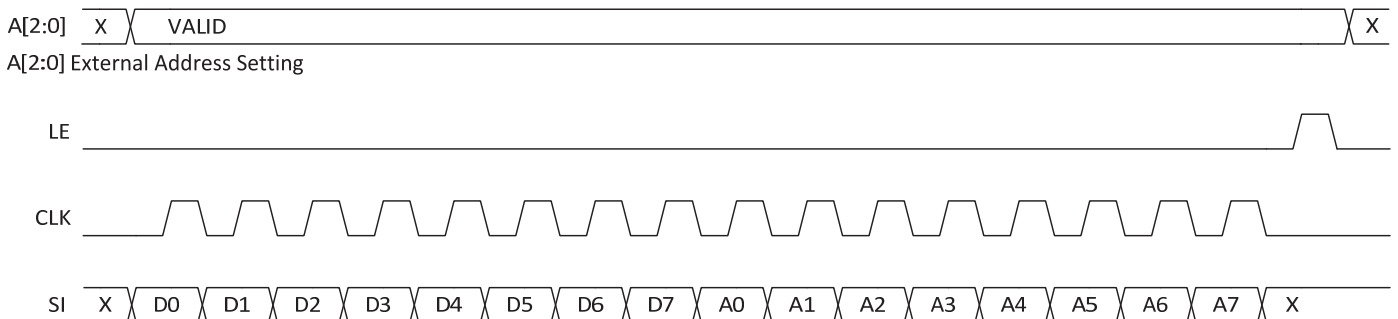 A[2:0] X VALID X
A[2:0] External Address Setting
LE
CLK
SI X D0 D1 D2 D3 D4 D5 D6 D7 A0 A1 A2 A3 A4 A5 A6 A7 X